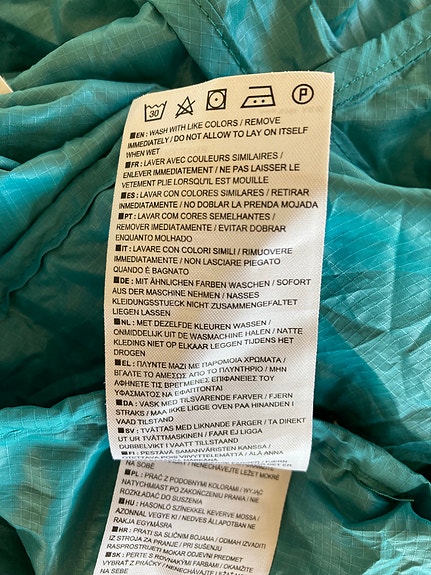 30 P
EN : WASH WITH LIKE COLORS / REMOVE
IMMEDIATELY / DO NOT ALLOW TO LAY ON ITSELF
WHEN WET
FR : LAVER AVEC COULEURS SIMILAIRES /
ENLEVER IMMEDIATEMENT / NE PAS LAISSER LE
VETEMENT PLIE LORSQU'IL EST MOUILLE
ES : LAVAR CON COLORES SIMILARES / RETIRAR
INMEDIATAMENTE / NO DOBLAR LA PRENDA MOJADA
PT : LAVAR COM CORES SEMELHANTES /
REMOVER IMEDIATAMENTE / EVITAR DOBRAR
ENQUANTO MOLHADO
IT : LAVARE CON COLORI SIMILI / RIMUOVERE
IMMEDIATAMENTE / NON LASCIARE PIEGATO
QUANDO È BAGNATO
DE : MIT ÄHNLICHEN FARBEN WASCHEN / SOFORT
AUS DER MASCHINE NEHMEN / NASSES
KLEIDUNGSSTUECK NICHT ZUSAMMENGEFALTET
LIEGEN LASSEN
NL : MET DEZELFDE KLEUREN WASSEN /
ONMIDDELIJK UIT DE WASMACHINE HALEN / NATTE
KLEDING NIET OP ELKAAR LEGGEN TIJDENS HET
DROGEN
EL : ΠΛΥΝΤΕ ΜΑΖΙ ΜΕ ΠΑΡΟΜΟΙΑ ΧΡΩΜΑΤΑ /
ΒΓΑΛΤΕ ΤΟ ΑΜΕΣΩΣ ΑΠΟ ΤΟ ΠΛΥΝΤΗΡΙΟ / ΜΗΝ
ΑΦΗΝΕΤΕ ΤΙΣ ΒΡΕΓΜΕΝΕΣ ΕΠΙΦΑΝΕΙΕΣ ΤΟΥ
ΥΦΑΣΜΑΤΟΣ ΝΑ ΕΦΑΠΤΟΝΤΑΙ
DA : VASK MED TILSVARENDE FARVER / FJERN
STRAKS / MAA IKKE LIGGE OVEN PAA HINANDEN I
VAAD TILSTAND
SV : TVÄTTAS MED LIKNANDE FÄRGER / TA DIREKT
UT UR TVÄTTMASKINEN / FAAR EJ LIGGA
DUBBELVIKT I VAATT TILLSTAND
FI : PESTÄVÄ SAMANVÄRISTEN KANSSA /
NA SOBĚ
PL : PRAĆ Z PODOBNYMI KOLORAMI / WYJĄĆ
NATYCHMIAST PO ZAKOŃCZENIU PRANIA / NIE
ROZKŁADAĆ DO SUSZENIA
HU : HASONLÓ SZÍNEKKEL KEVERVE MOSSA /
AZONNAL VEGYE KI / NEDVES ÁLLAPOTBAN NE
RAKJA EGYMÁSRA
HR : PRATI SA SLIČNIM BOJAMA / ODMAH IZVADITI
IZ STROJA ZA PRANJE / PRI SUŠENJU
RASPROSTRIJETI MOKAR ODJEVNI PREDMET
SK : PERTE S ROVNAKÝMI FARBAMI / OKAMŽITE
VYBRAŤ Z PRÁČKY / NENECHÁVEJTE LEŽAT MOKRÉ
NA SEBE